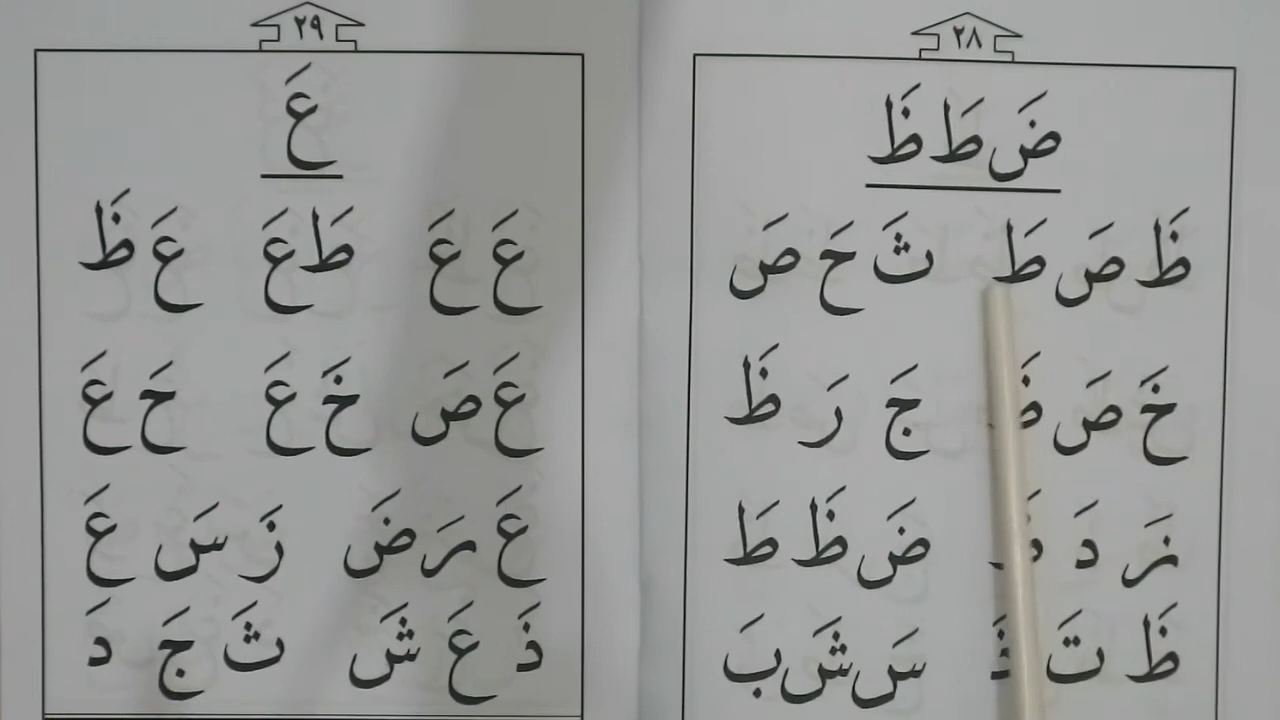 ٢٨
ضَ طَ ظَ
ظَ صَ طَ ثَ حَ صَ
خَ صَ جَ رَ ظَ
زَ دَ ضَ ظَ طَ
ظَ تَ سَ شَ بَ
٢٩
عَ
عَ عَ طَ عَ عَ ظَ
عَ صَ خَ عَ حَ عَ
عَ رَ ضَ زَ سَ عَ
ذَ عَ شَ ثَ جَ دَ